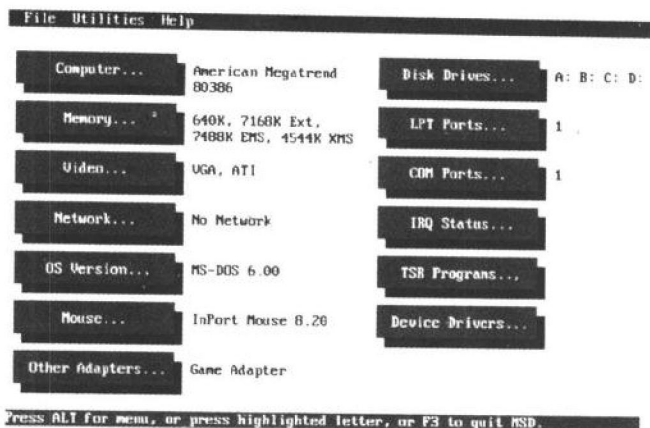 File Utilities Help
Computer... American Megatrend
80386
Disk Drives... A: B: C: D:
Memory... 640K, 7168K Ext,
7488K EMS, 4544K XMS
LPT Ports... 1
Video... VGA, ATI
COM Ports... 1
Network... No Network
IRQ Status...
OS Version... MS-DOS 6.00
TSR Programs...
Mouse... InPort Mouse 8.20
Device Drivers...
Other Adapters... Game Adapter
Press ALT for menu, or press highlighted letter, or F3 to quit MSD.